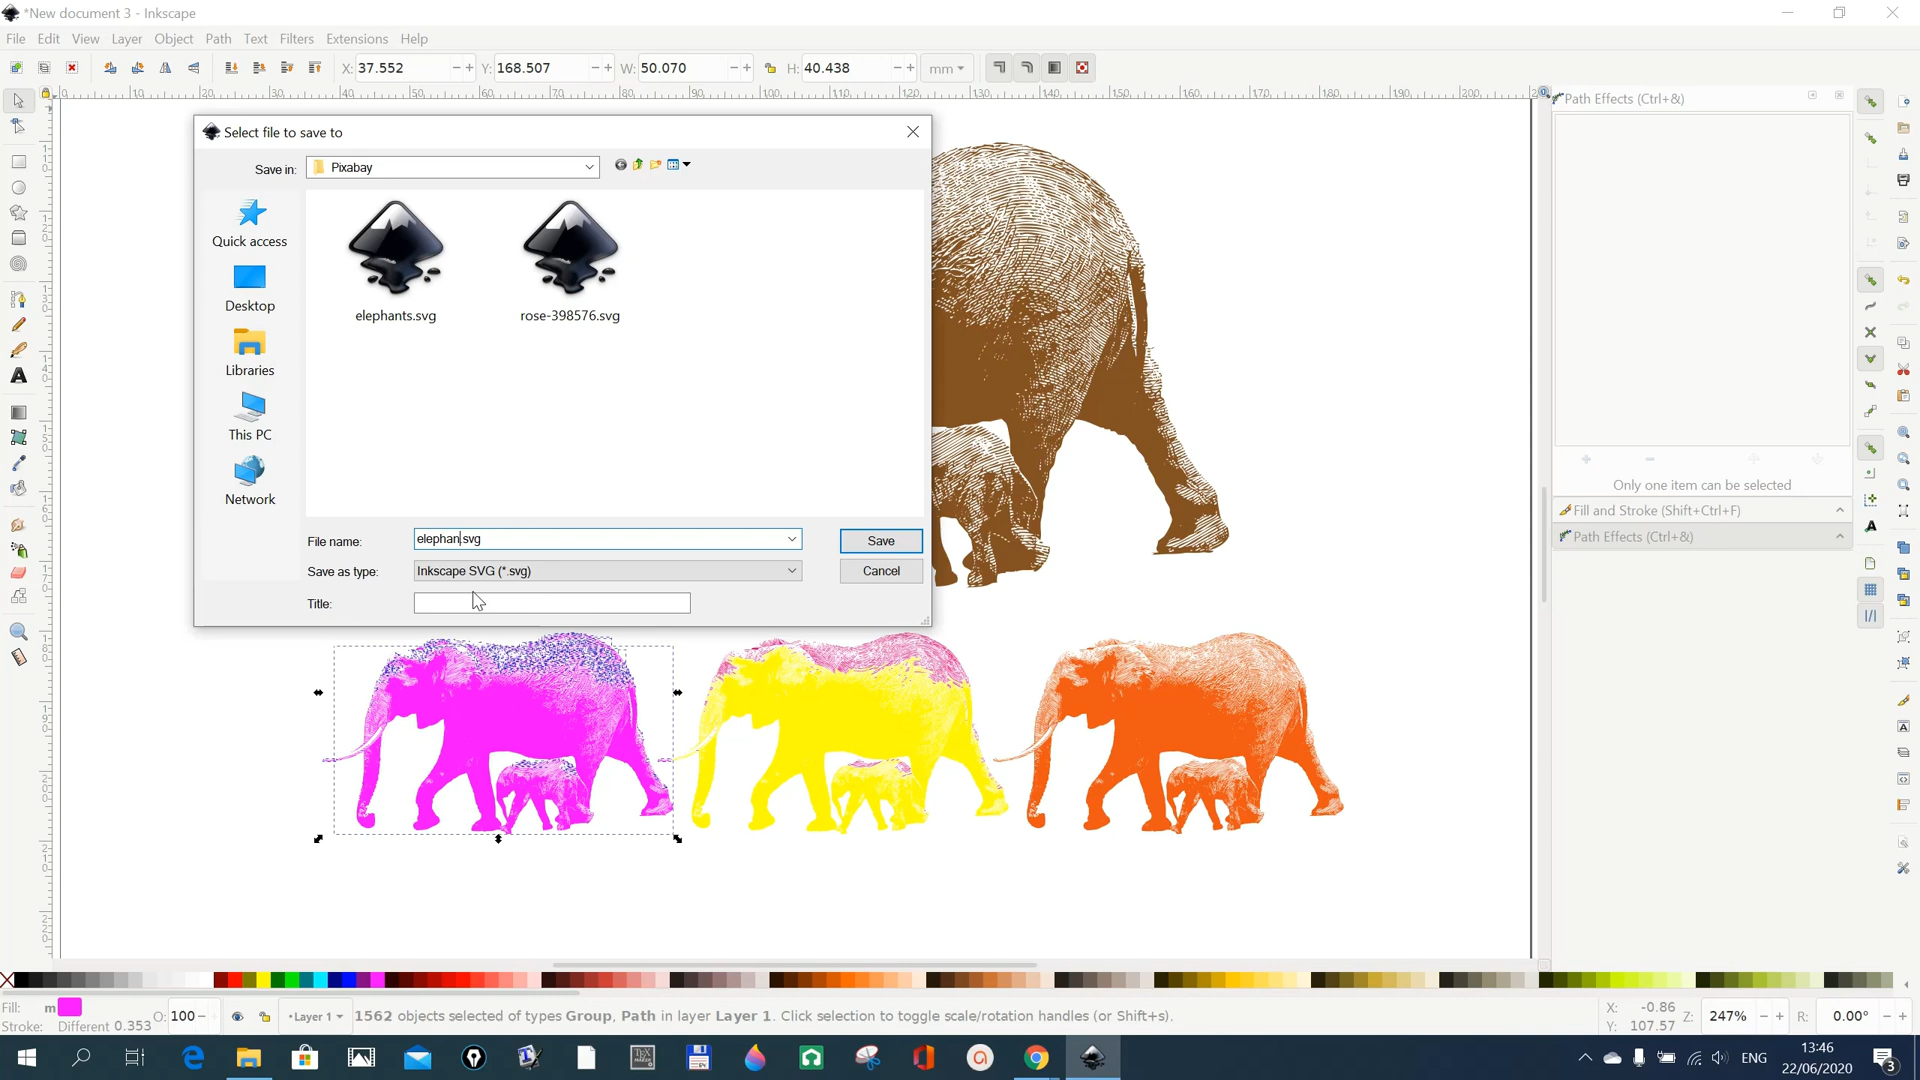 *New document 3 - Inkscape
File Edit View Layer Object Path Text Filters Extensions Help
X: 37.552 Y: 168.507 W: 50.070 H: 40.438 mm
Path Effects (Ctrl+&)
Select file to save to
Save in: Pixabay
Quick access
Desktop
Libraries
This PC
Network
elephants.svg
rose-398576.svg
File name: elephan.svg
Save
Save as type: Inkscape SVG (*.svg)
Cancel
Title:
Only one item can be selected
Fill and Stroke (Shift+Ctrl+F)
Path Effects (Ctrl+&)
Fill: m
Stroke: Different 0.353
O: 100
•Layer 1
1562 objects selected of types Group, Path in layer Layer 1. Click selection to toggle scale/rotation handles (or Shift+s).
X: -0.86
Y: 107.57
Z: 247%
R: 0.00°
ENG
13:46
22/06/2020
3